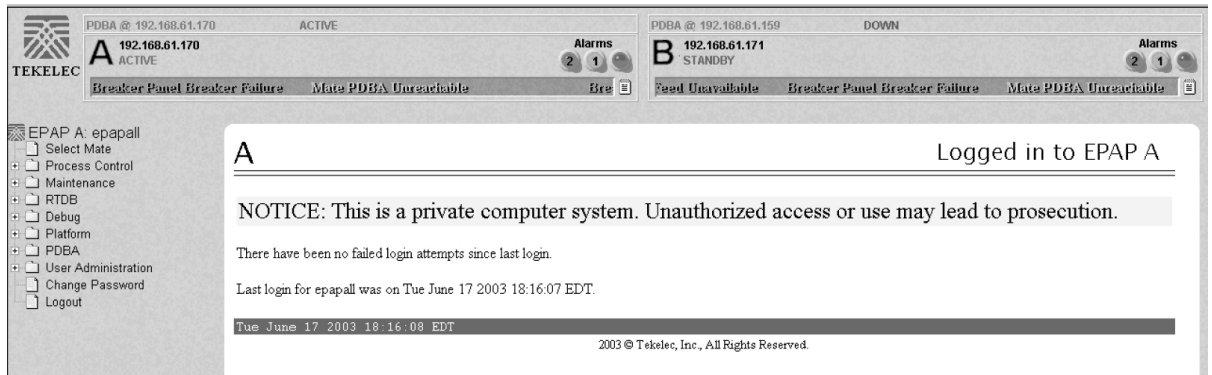 TEKELEC
PDBA @ 192.168.61.170 ACTIVE
A 192.168.61.170
ACTIVE
Alarms
2 1
Breaker Panel Breaker Failure Mate PDBA Unreachable Bre
PDBA @ 192.168.61.159 DOWN
B 192.168.61.171
STANDBY
Alarms
2 1
Feed Unavailable Breaker Panel Breaker Failure Mate PDBA Unreachable
EPAP A: epapall
Select Mate
Process Control
Maintenance
RTDB
Debug
Platform
PDBA
User Administration
Change Password
Logout
A Logged in to EPAP A
NOTICE: This is a private computer system. Unauthorized access or use may lead to prosecution.
There have been no failed login attempts since last login.
Last login for epapall was on Tue June 17 2003 18:16:07 EDT.
Tue June 17 2003 18:16:08 EDT
2003 © Tekelec, Inc., All Rights Reserved.